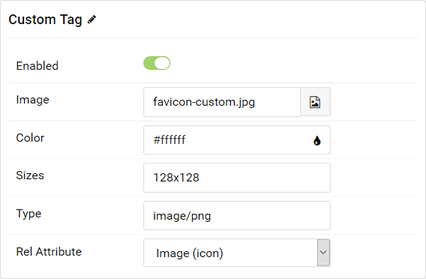 Custom Tag
Enabled
Image favicon-custom.jpg
Color #ffffff
Sizes 128x128
Type image/png
Rel Attribute Image (icon)